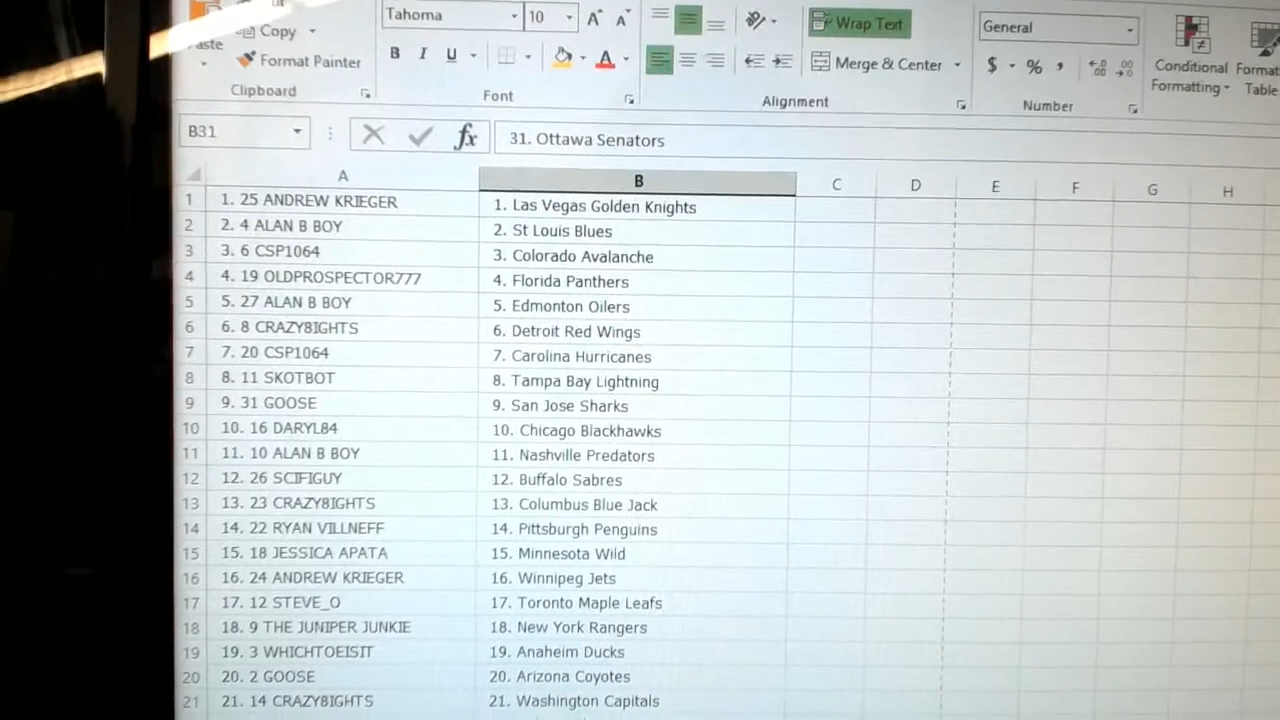 Copy
Paste
Format Painter
Clipboard
Tahoma 10
B I U
Font
Wrap Text
Merge & Center
Alignment
General
$ % ,
Number
Conditional
Formatting
Format
Table
B31 fx 31. Ottawa Senators
A B C D E F G H
1 1. 25 ANDREW KRIEGER 1. Las Vegas Golden Knights
2 2. 4 ALAN B BOY 2. St Louis Blues
3 3. 6 CSP1064 3. Colorado Avalanche
4 4. 19 OLDPROSPECTOR777 4. Florida Panthers
5 5. 27 ALAN B BOY 5. Edmonton Oilers
6 6. 8 CRAZY8IGHTS 6. Detroit Red Wings
7 7. 20 CSP1064 7. Carolina Hurricanes
8 8. 11 SKOTBOT 8. Tampa Bay Lightning
9 9. 31 GOOSE 9. San Jose Sharks
10 10. 16 DARYL84 10. Chicago Blackhawks
11 11. 10 ALAN B BOY 11. Nashville Predators
12 12. 26 SCIFIGUY 12. Buffalo Sabres
13 13. 23 CRAZY8IGHTS 13. Columbus Blue Jack
14 14. 22 RYAN VILLNEFF 14. Pittsburgh Penguins
15 15. 18 JESSICA APATA 15. Minnesota Wild
16 16. 24 ANDREW KRIEGER 16. Winnipeg Jets
17 17. 12 STEVE_O 17. Toronto Maple Leafs
18 18. 9 THE JUNIPER JUNKIE 18. New York Rangers
19 19. 3 WHICHTOEISIT 19. Anaheim Ducks
20 20. 2 GOOSE 20. Arizona Coyotes
21 21. 14 CRAZY8IGHTS 21. Washington Capitals